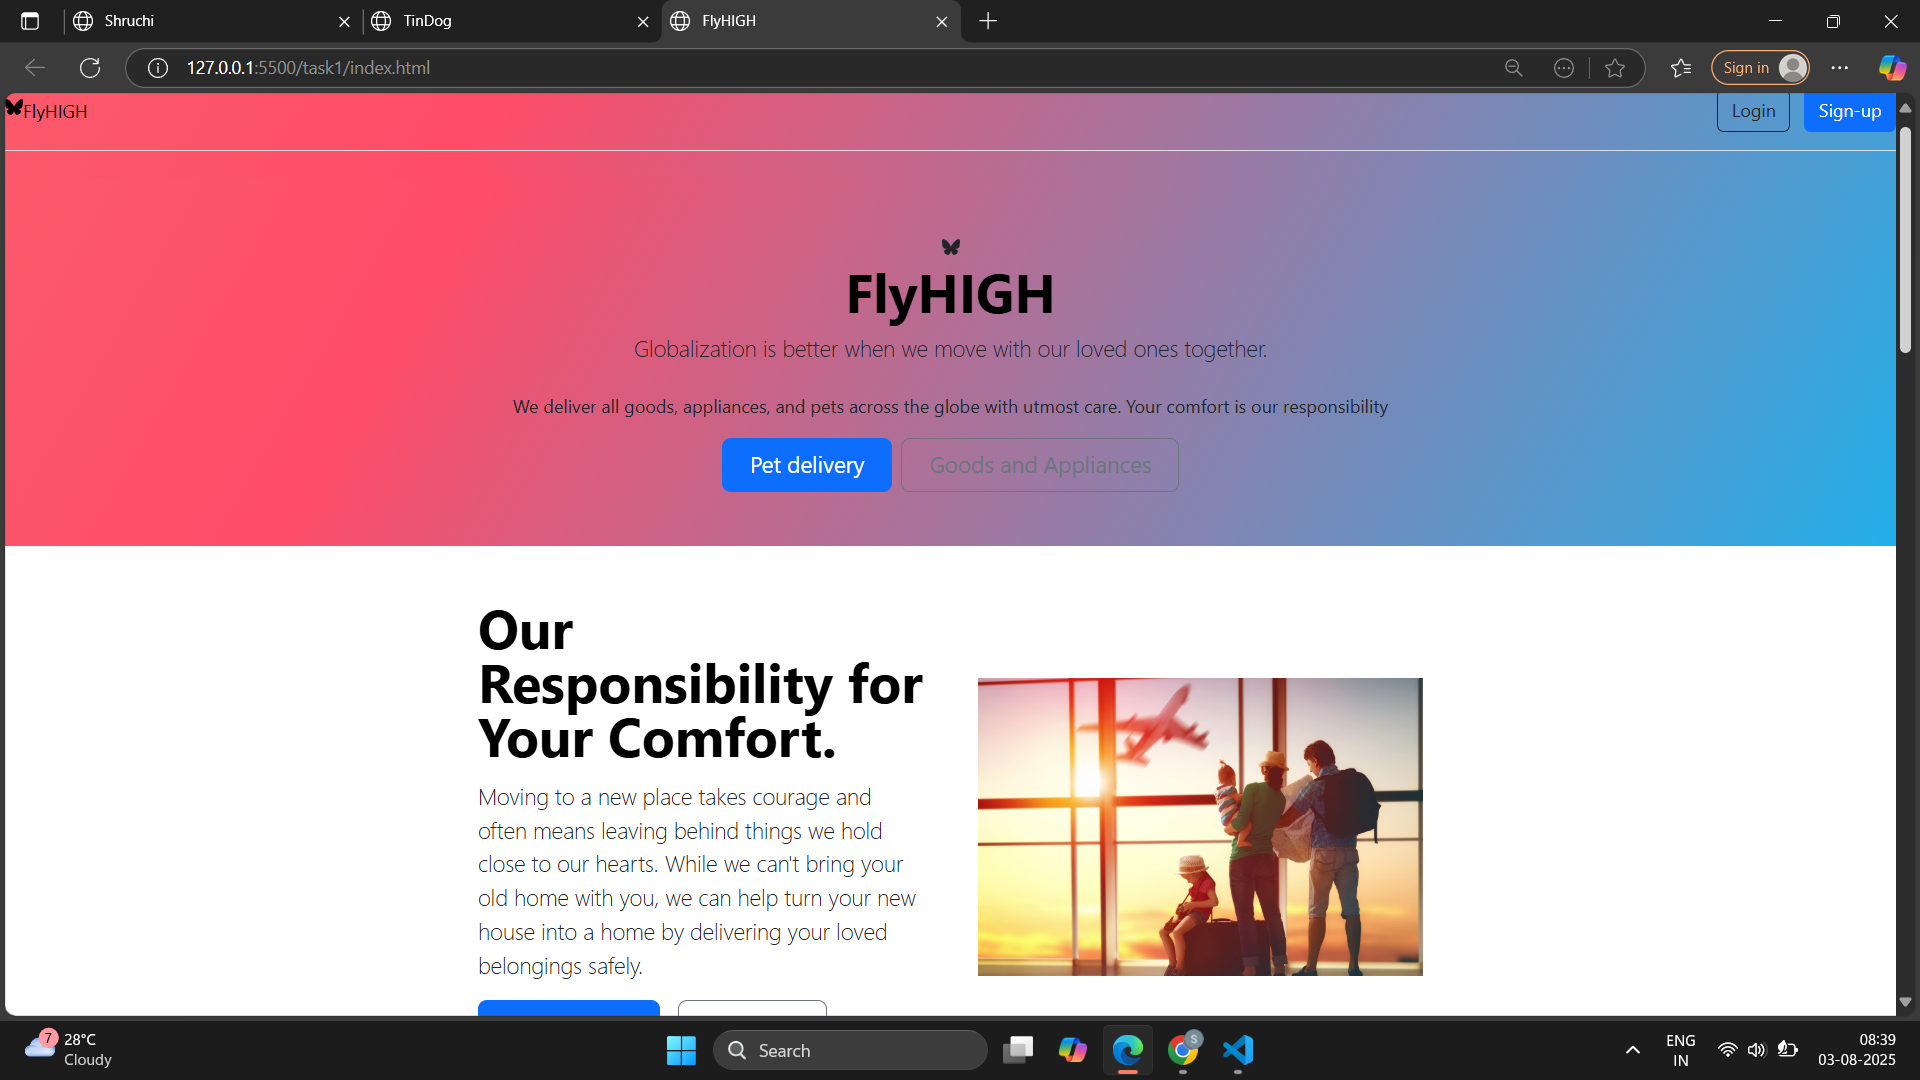 Shruchi
TinDog
FlyHIGH
127.0.0.1:5500/task1/index.html
Sign in
FlyHIGH
Login
Sign-up
FlyHIGH
Globalization is better when we move with our loved ones together.
We deliver all goods, appliances, and pets across the globe with utmost care. Your comfort is our responsibility
Pet delivery
Goods and Appliances
Our
Responsibility for
Your Comfort.
Moving to a new place takes courage and
often means leaving behind things we hold
close to our hearts. While we can't bring your
old home with you, we can help turn your new
house into a home by delivering your loved
belongings safely.
7
28°C
Cloudy
Search
S
ENG
IN
08:39
03-08-2025